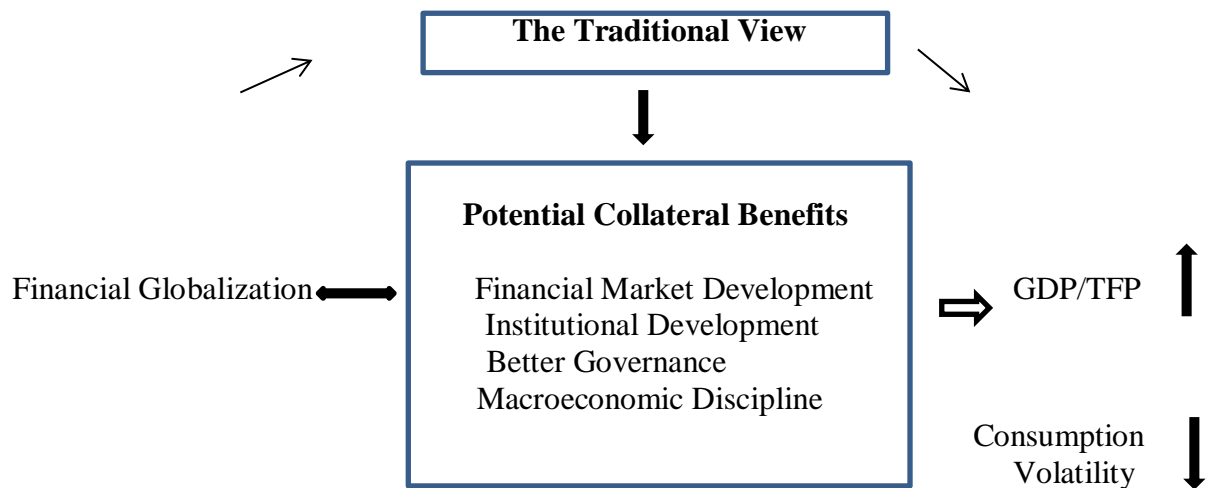 The Traditional View
Potential Collateral Benefits
Financial Globalization
Financial Market Development
Institutional Development
Better Governance
Macroeconomic Discipline
GDP/TFP
Consumption
Volatility